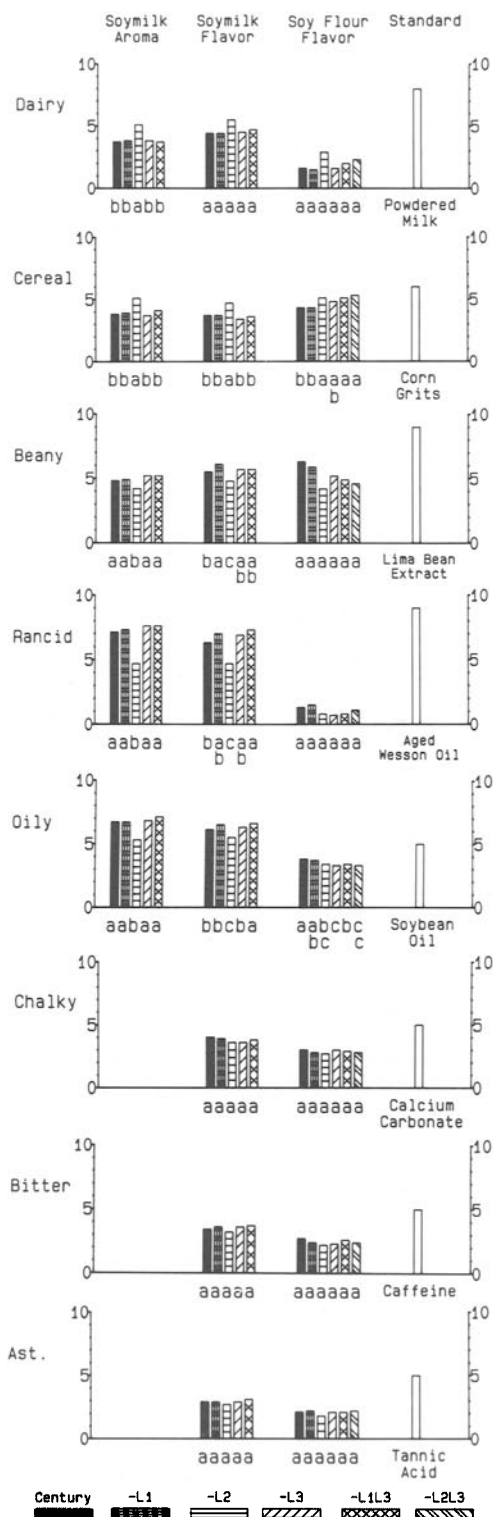 Soymilk Soymilk Soy Flour Standard
Aroma Flavor Flavor
10 10
Dairy
5 5
0 0
bbabb aaaaa aaaaaa Powdered
Milk
10 10
Cereal
5 5
0 0
bbabb bbabb bbaaaa Corn
b Grits
10 10
Beany
5 5
0 0
aabaa bacaa aaaaaa Lima Bean
bb Extract
10 10
Rancid
5 5
0 0
aabaa bacaa aaaaaa Aged
b b Wesson Oil
10 10
Oily
5 5
0 0
aabaa bbcba aabcbc Soybean
bc c Oil
10 10
Chalky
5 5
0 0
aaaaa aaaaaa Calcium
Carbonate
10 10
Bitter
5 5
0 0
aaaaa aaaaaa Caffeine
10 10
Ast.
5 5
0 0
aaaaa aaaaaa Tannic
Acid
Century -L1 -L2 -L3 -L1L3 -L2L3